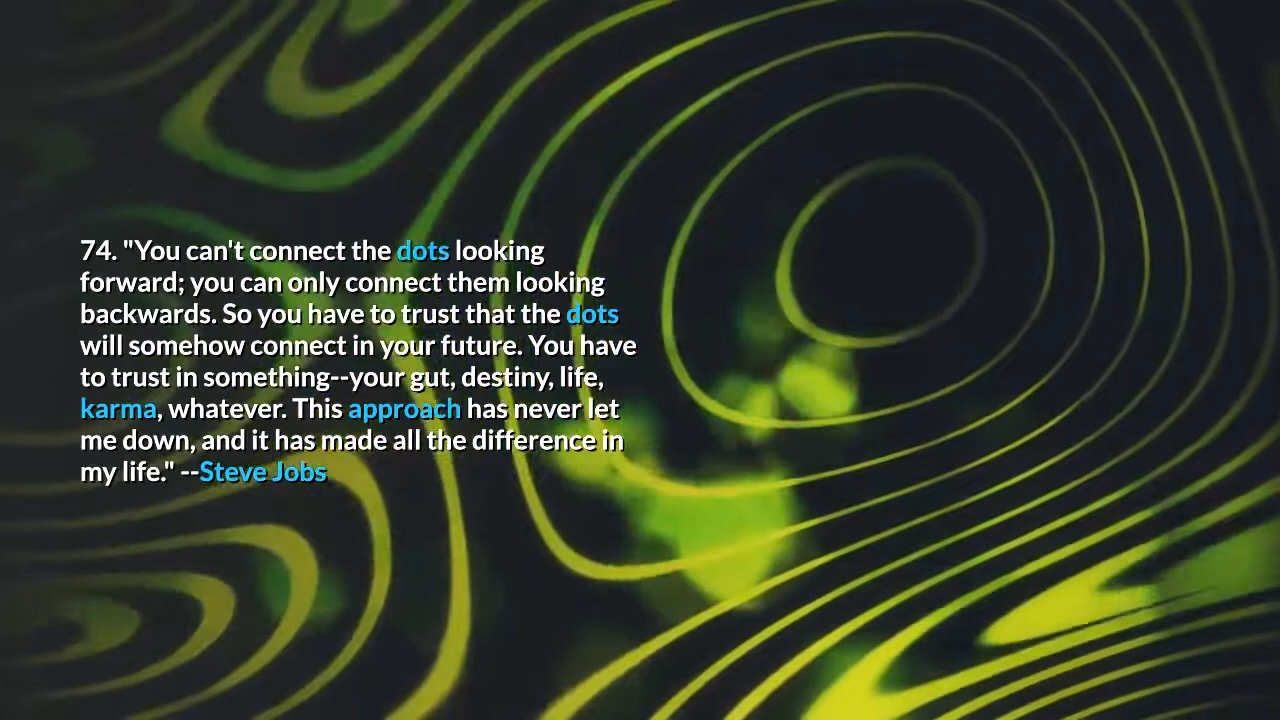 74. "You can't connect the dots looking
forward; you can only connect them looking
backwards. So you have to trust that the dots
will somehow connect in your future. You have
to trust in something--your gut, destiny, life,
karma, whatever. This approach has never let
me down, and it has made all the difference in
my life." --Steve Jobs